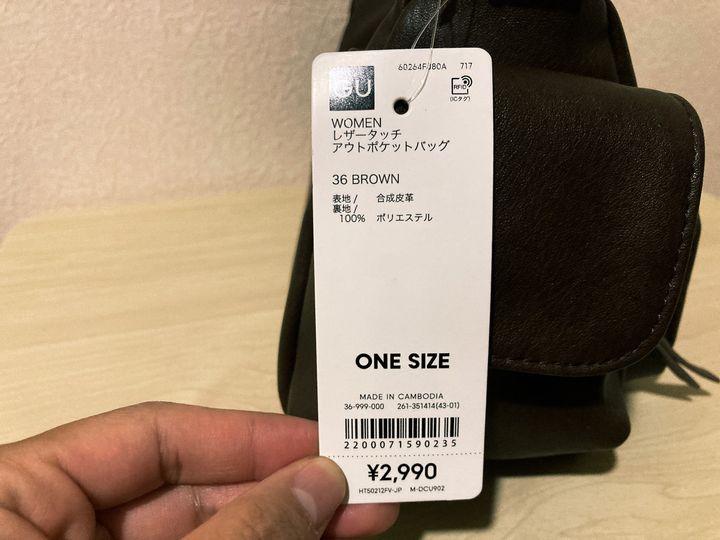 GU
717
RFID
(ICタグ)
WOMEN
レザータッチ
アウトポケットバッグ
36 BROWN
表地/ 合成皮革
裏地/
100% ポリエステル
ONE SIZE
MADE IN CAMBODIA
36-999-000 261-351414(43-01)
2200071590235
¥2,990
HT50212FV-JP M-DCU902